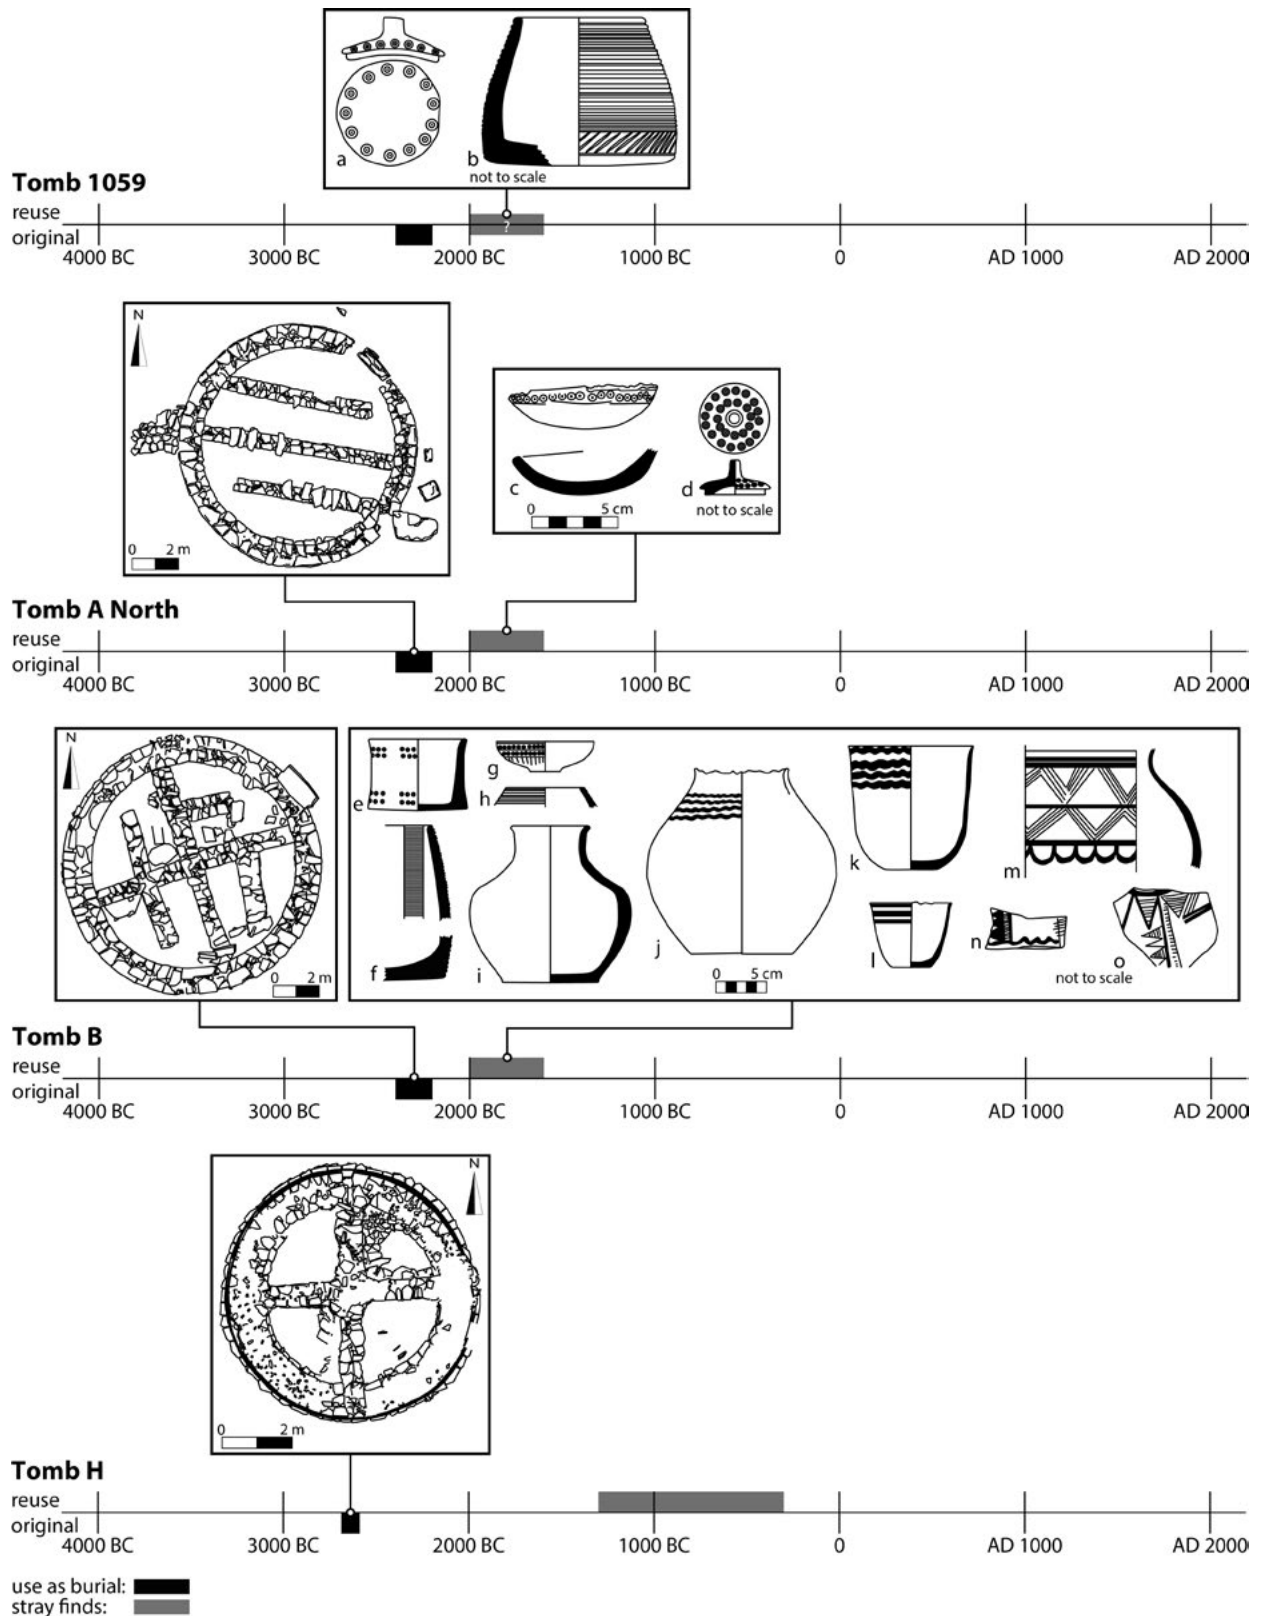 a
b
not to scale
Tomb 1059
reuse
?
original
4000 BC 3000 BC 2000 BC 1000 BC 0 AD 1000 AD 2000
N
0 2 m
c
d
0 5 cm
not to scale
Tomb A North
reuse
original
4000 BC 3000 BC 2000 BC 1000 BC 0 AD 1000 AD 2000
N
0 2 m
e
g
h
f
i
j
0 5 cm
k
l
m
n
o
not to scale
Tomb B
reuse
original
4000 BC 3000 BC 2000 BC 1000 BC 0 AD 1000 AD 2000
N
0 2 m
Tomb H
reuse
original
4000 BC 3000 BC 2000 BC 1000 BC 0 AD 1000 AD 2000
use as burial:
stray finds: